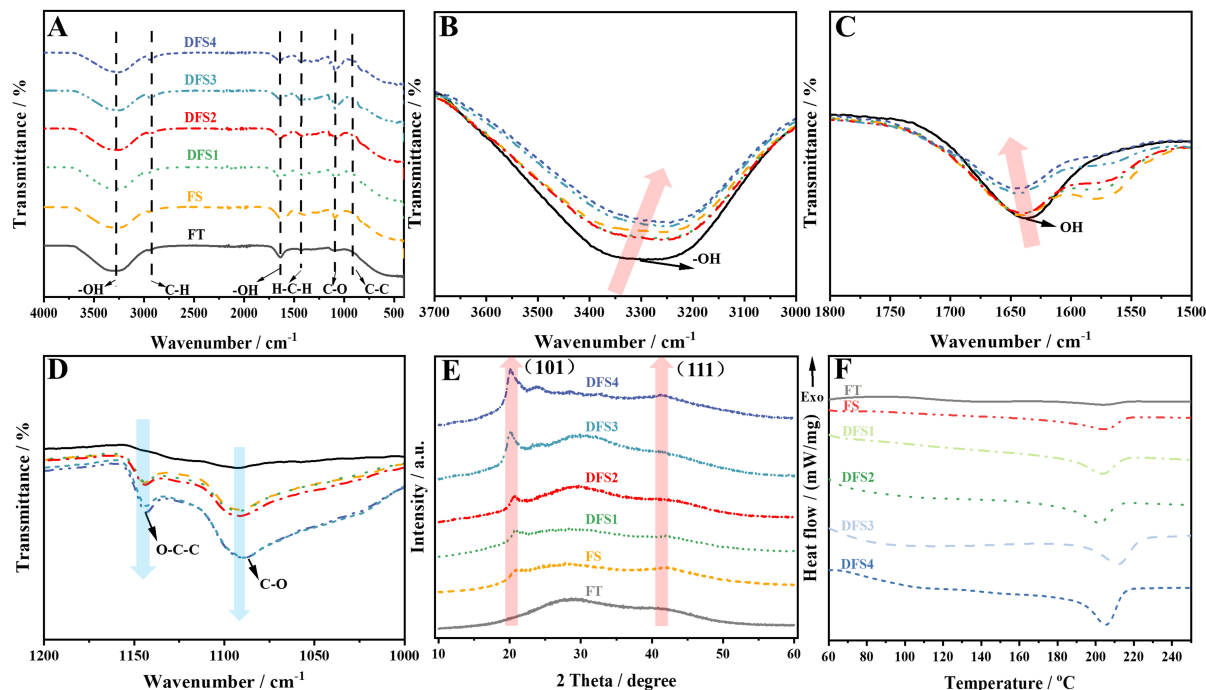 A
DFS4
DFS3
DFS2
DFS1
FS
FT
-OH
C-H
-OH
H-C-H
C-O
C-C
4000 3500 3000 2500 2000 1500 1000 500
Wavenumber / cm-1
Transmittance / %
B
-OH
3700 3600 3500 3400 3300 3200 3100 3000
Wavenumber / cm-1
Transmittance / %
C
OH
1800 1750 1700 1650 1600 1550 1500
Wavenumber / cm-1
Transmittance / %
D
O-C-C
C-O
1200 1150 1100 1050 1000
Wavenumber / cm-1
Transmittance / %
E
(101)
(111)
DFS4
DFS3
DFS2
DFS1
FS
FT
10 20 30 40 50 60
2 Theta / degree
Intensity / a.u.
F
Exo
FT
FS
DFS1
DFS2
DFS3
DFS4
60 80 100 120 140 160 180 200 220 240
Temperature / °C
Heat flow / (mW/mg)